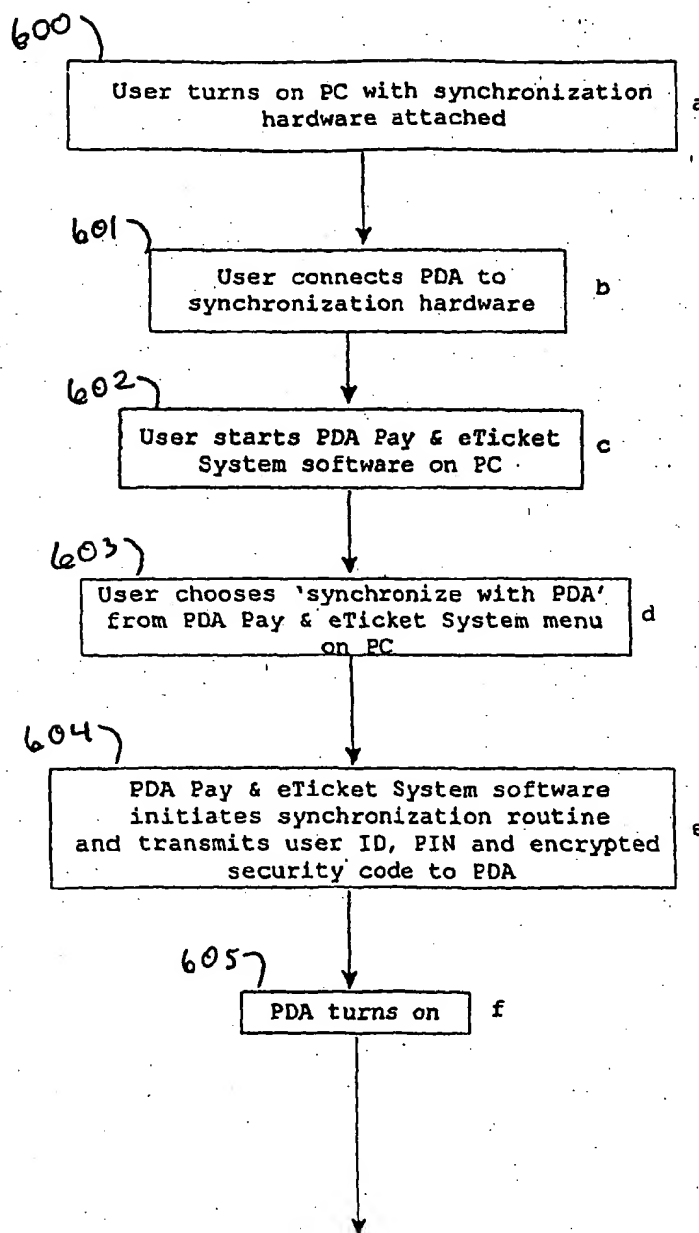 600
User turns on PC with synchronization
hardware attached
a
601
User connects PDA to
synchronization hardware
b
602
User starts PDA Pay & eTicket
System software on PC
c
603
User chooses 'synchronize with PDA'
from PDA Pay & eTicket System menu
on PC
d
604
PDA Pay & eTicket System software
initiates synchronization routine
and transmits user ID, PIN and encrypted
security code to PDA
e
605
PDA turns on
f